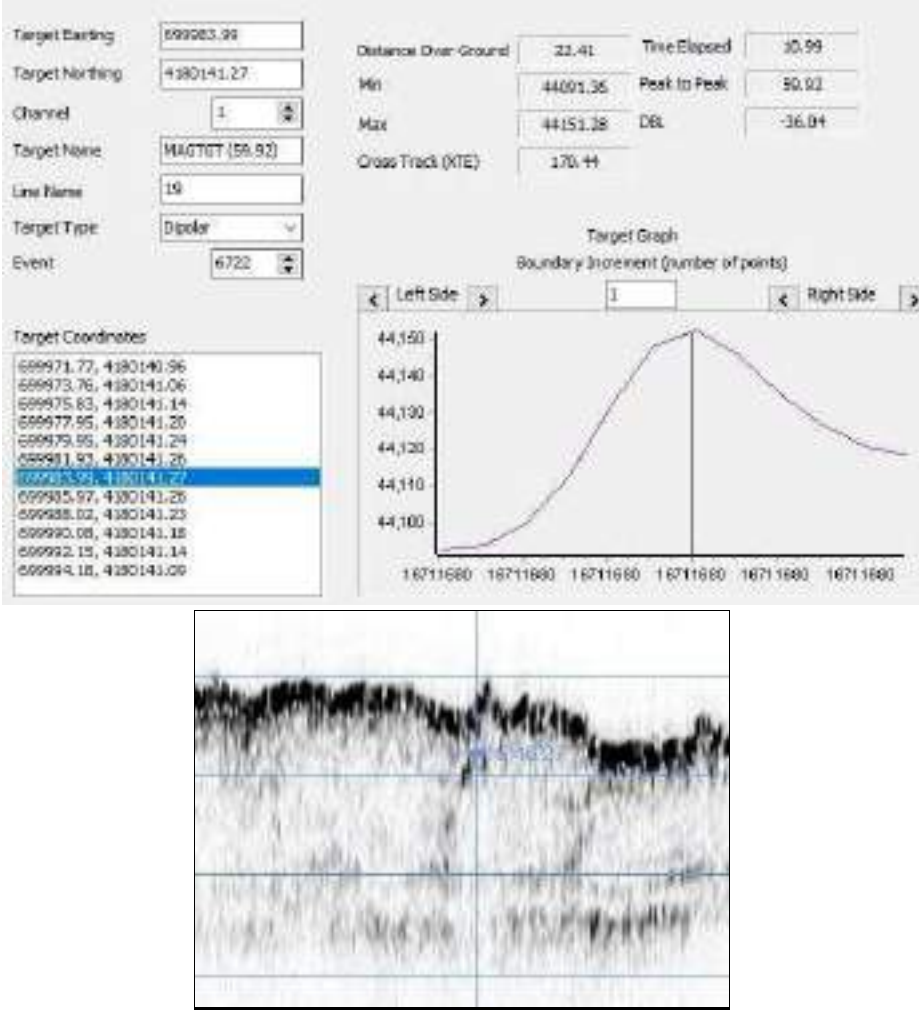 Target Easting 699983.99
Target Northing 4180141.27
Channel 1
Target Name MAGTGT (59.92)
Line Name 19
Target Type Dipolar
Event 6722
Distance Over Ground 22.41 Time Elapsed 10.99
Min 44091.36 Peak to Peak 59.92
Max 44151.28 DBL -36.04
Cross Track (XTE) 170.44
Target Graph
Boundary Increment (number of points)
Left Side 1 Right Side
Target Coordinates
699971.77, 4180140.96
699973.76, 4180141.06
699975.83, 4180141.14
699977.95, 4180141.20
699979.95, 4180141.24
699981.93, 4180141.26
699983.99, 4180141.27
699985.97, 4180141.26
699988.02, 4180141.23
699990.08, 4180141.18
699992.15, 4180141.14
699994.18, 4180141.09
44,150
44,140
44,130
44,120
44,110
44,100
16711680 16711680 16711680 16711680 16711680 16711680